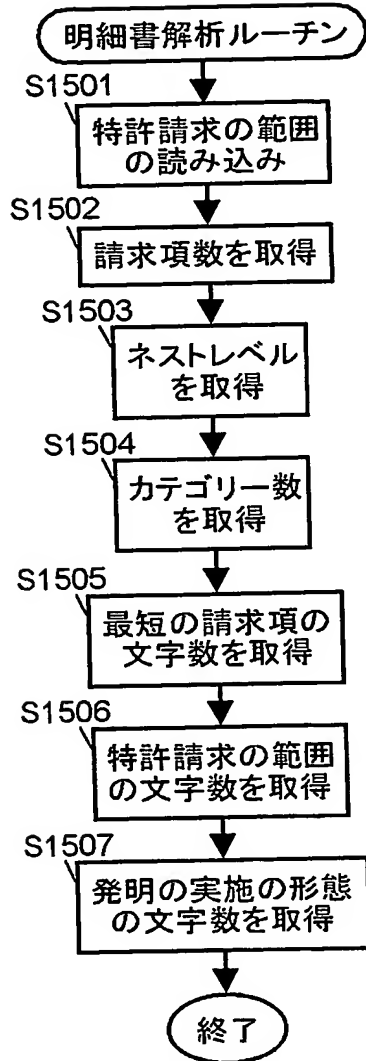 明細書解析ルーチン
S1501
特許請求の範囲
の読み込み
S1502
請求項数を取得
S1503
ネストレベル
を取得
S1504
カテゴリー数
を取得
S1505
最短の請求項の
文字数を取得
S1506
特許請求の範囲
の文字数を取得
S1507
発明の実施の形態
の文字数を取得
終了